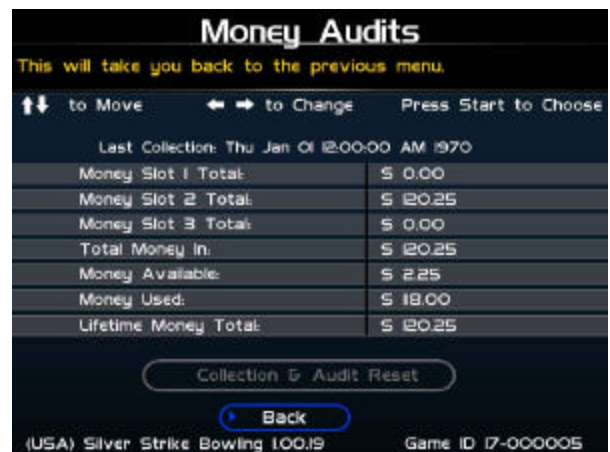 Money Audits
This will take you back to the previous menu.
⬆⬇ to Move ⬅ ➡ to Change Press Start to Choose
Last Collection: Thu Jan 01 12:00:00 AM 1970
Money Slot 1 Total: $ 0.00
Money Slot 2 Total: $ 120.25
Money Slot 3 Total: $ 0.00
Total Money In: $ 120.25
Money Available: $ 2.25
Money Used: $ 18.00
Lifetime Money Total: $ 120.25
Collection & Audit Reset
Back
(USA) Silver Strike Bowling 1.00.19 Game ID 17-000005